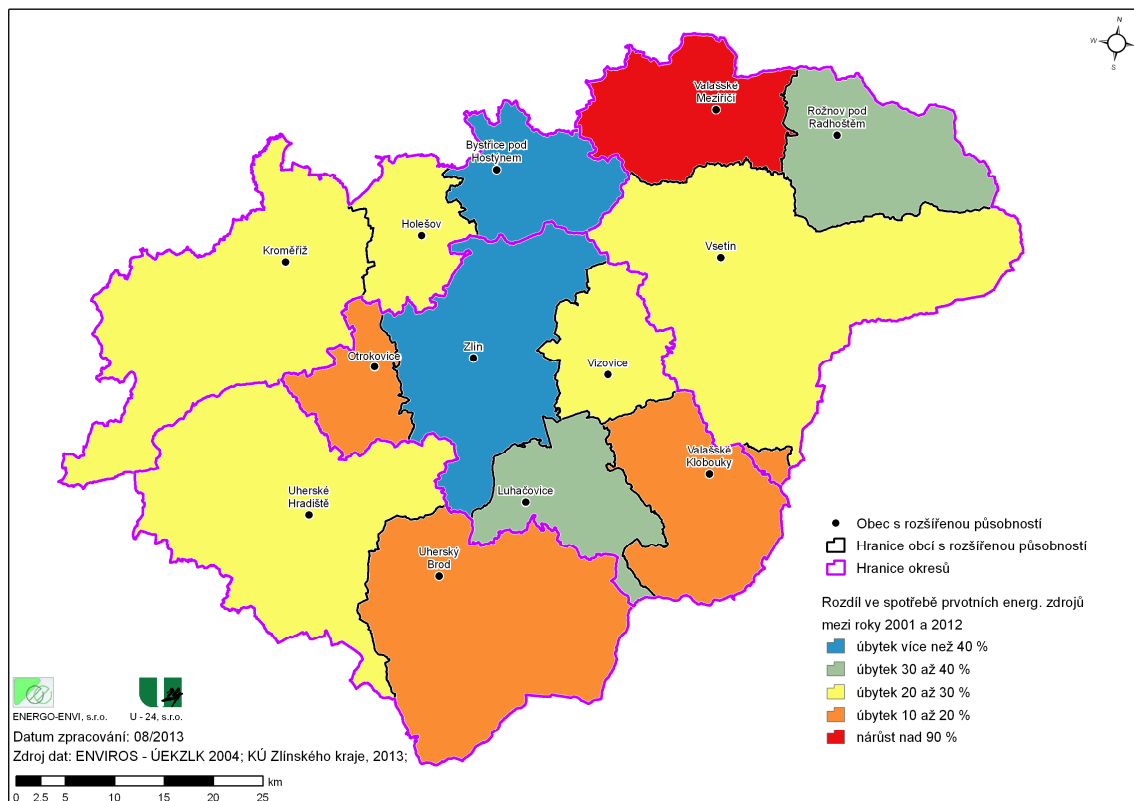 N
W
S
Valašské
Meziříčí
Rožnov pod
Radhoštěm
Bystřice pod
Hostýnem
Holešov
Kroměříž
Vsetín
Otrokovice
Zlín
Vizovice
Valašské
Klobouky
Luhačovice
Uherské
Hradiště
Uherský
Brod
Obec s rozšířenou působností
Hranice obcí s rozšířenou působností
Hranice okresů
Rozdíl ve spotřebě prvotních energ. zdrojů
mezi roky 2001 a 2012
úbytek více než 40 %
úbytek 30 až 40 %
úbytek 20 až 30 %
úbytek 10 až 20 %
nárůst nad 90 %
ENERGO-ENVI, s.r.o. U - 24, s.r.o.
Datum zpracování: 08/2013
Zdroj dat: ENVIROS - ÚEKZLK 2004; KÚ Zlínského kraje, 2013;
km
0 2.5 5 10 15 20 25